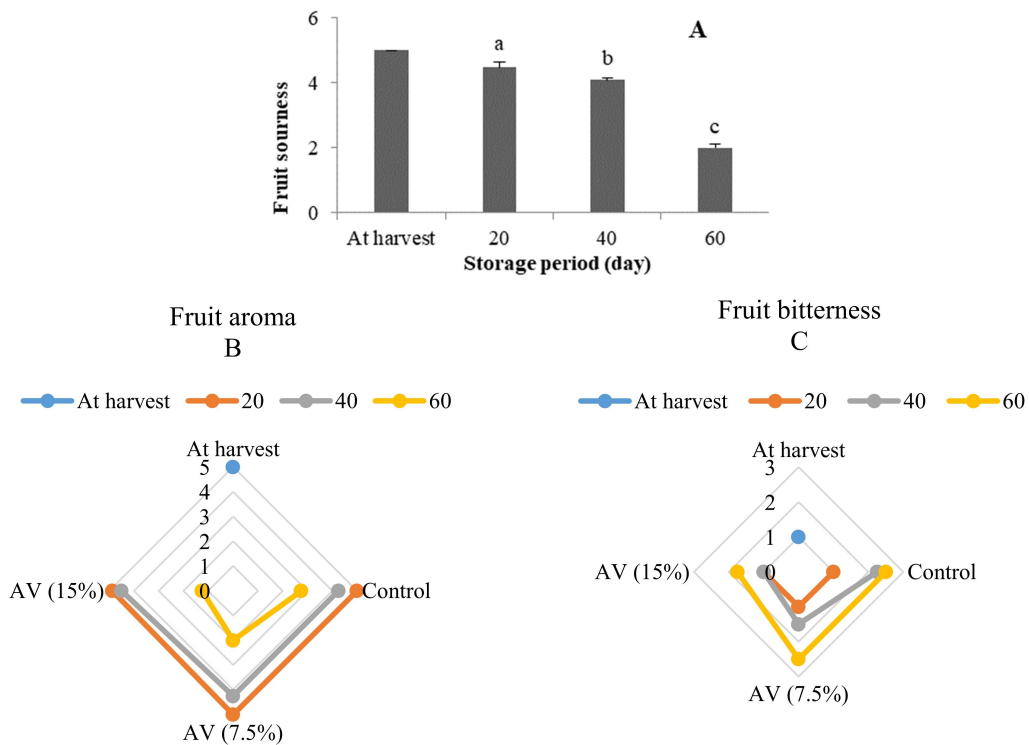 6
A
a
b
4
c
2
0
Fruit sourness
At harvest 20 40 60
Storage period (day)
Fruit aroma
B
At harvest 20 40 60
At harvest
5
4
3
2
1
0
AV (15%)
Control
AV (7.5%)
Fruit bitterness
C
At harvest 20 40 60
At harvest
3
2
1
0
AV (15%)
Control
AV (7.5%)